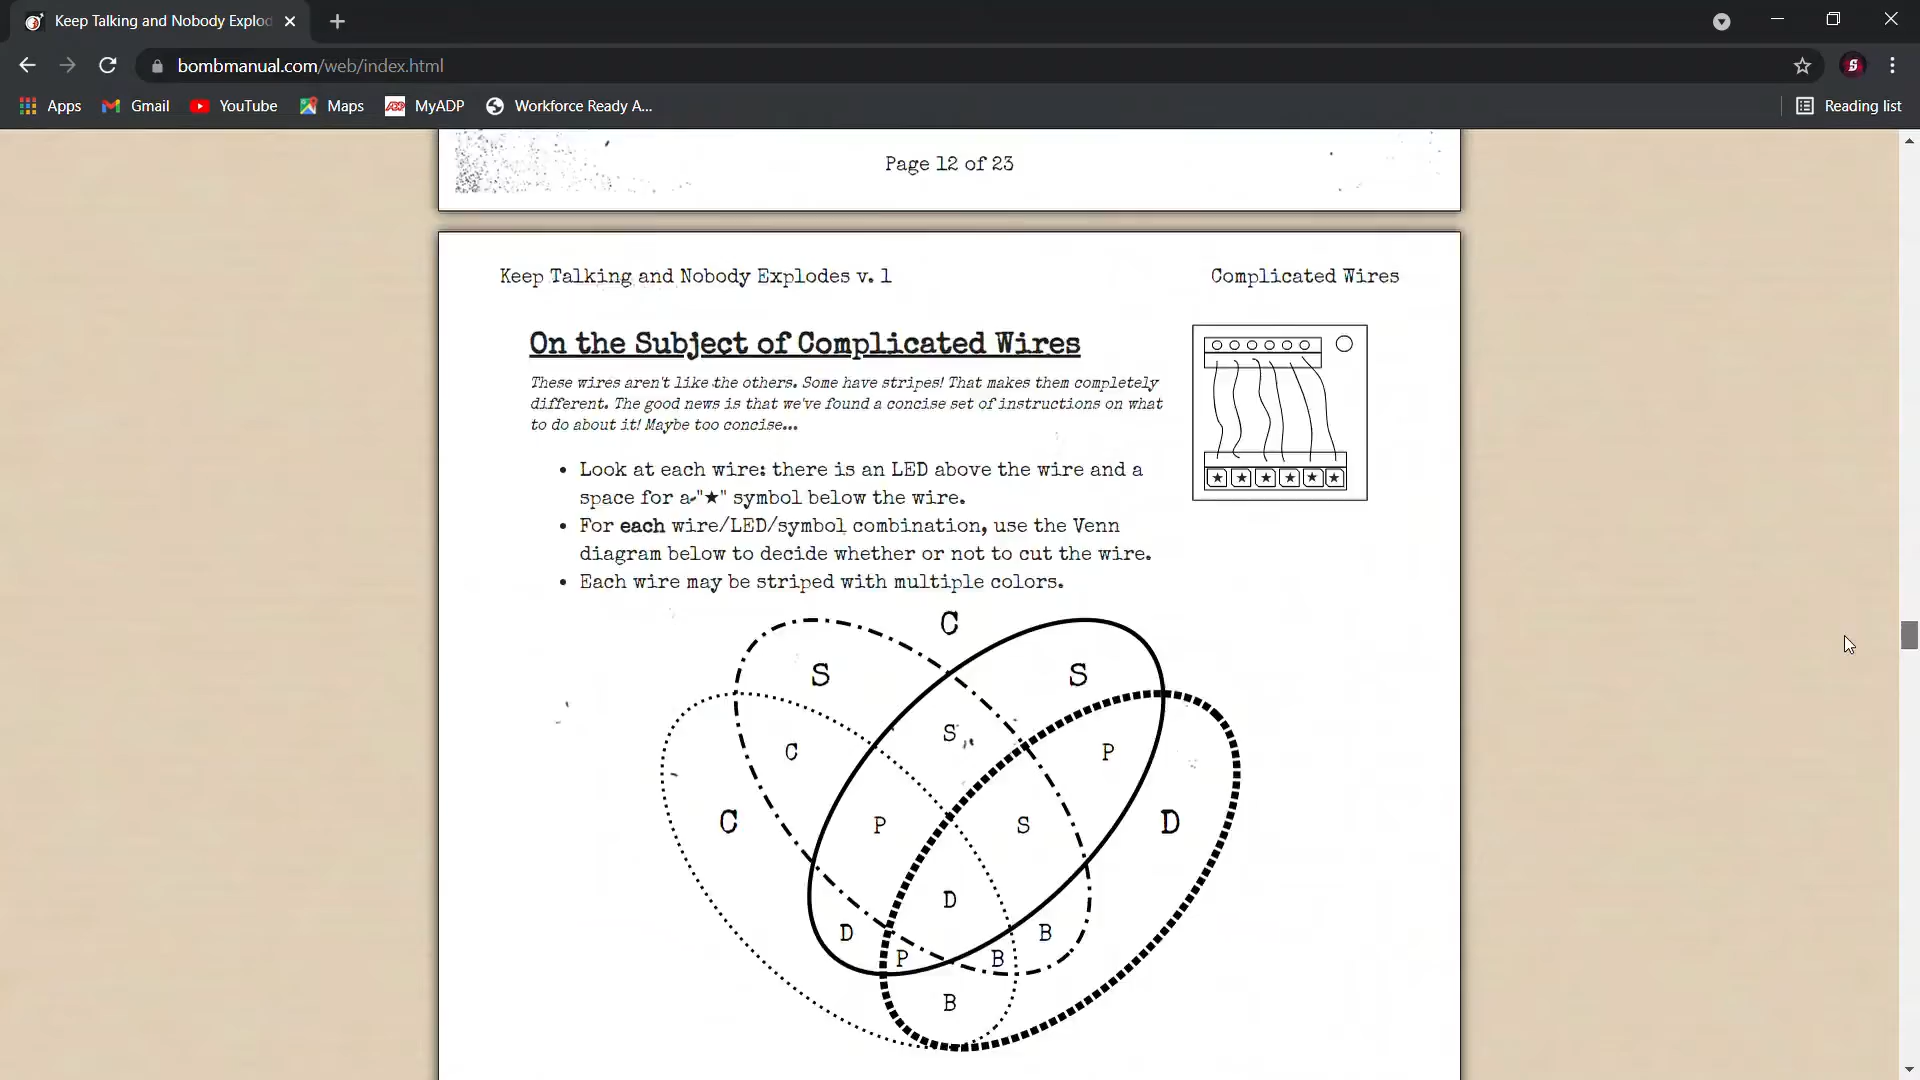 Keep Talking and Nobody Explod
bombmanual.com/web/index.html
Apps Gmail YouTube Maps MyADP Workforce Ready A... Reading list
Page 12 of 23
Keep Talking and Nobody Explodes v. 1 Complicated Wires
On the Subject of Complicated Wires
These wires aren't like the others. Some have stripes! That makes them completely
different. The good news is that we've found a concise set of instructions on what
to do about it! Maybe too concise...
• Look at each wire: there is an LED above the wire and a
space for a "★" symbol below the wire.
• For each wire/LED/symbol combination, use the Venn
diagram below to decide whether or not to cut the wire.
• Each wire may be striped with multiple colors.
C
S S
S
C P
C D
P S
D
D B
P B
B